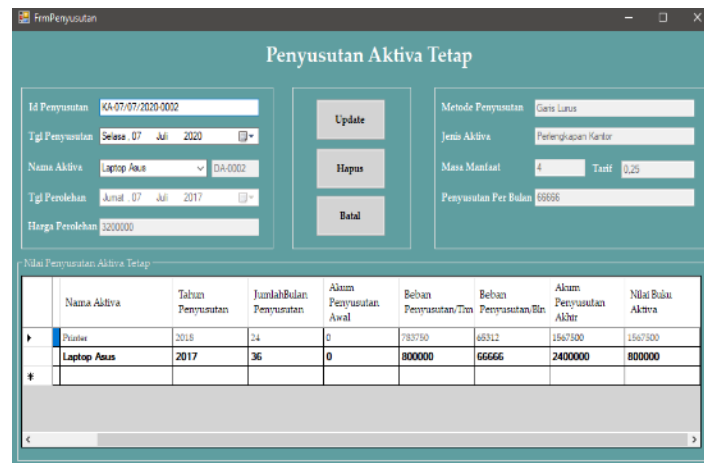 FrmPenyusutan
Penyusutan Aktiva Tetap
Id Penyusutan KA-07/07/2020-0002
Tgl Penyusutan Selasa , 07 Juli 2020
Nama Aktiva Laptop Asus DA-0002
Tgl Perolehan Jumat , 07 Juli 2017
Harga Perolehan 3200000
Update
Hapus
Batal
Metode Penyusutan Garis Lurus
Jenis Aktiva Perlengkapan Kantor
Masa Manfaat 4 Tarif 0,25
Penyusutan Per Bulan 66666
Nilai Penyusutan Aktiva Tetap
Nama Aktiva Tahun Penyusutan JumlahBulan Penyusutan Akum Penyusutan Awal Beban Penyusutan/Thn Beban Penyusutan/Bln Akum Penyusutan Akhir Nilai Buku Aktiva
Printer 2018 24 0 783750 65312 1567500 1567500
Laptop Asus 2017 36 0 800000 66666 2400000 800000